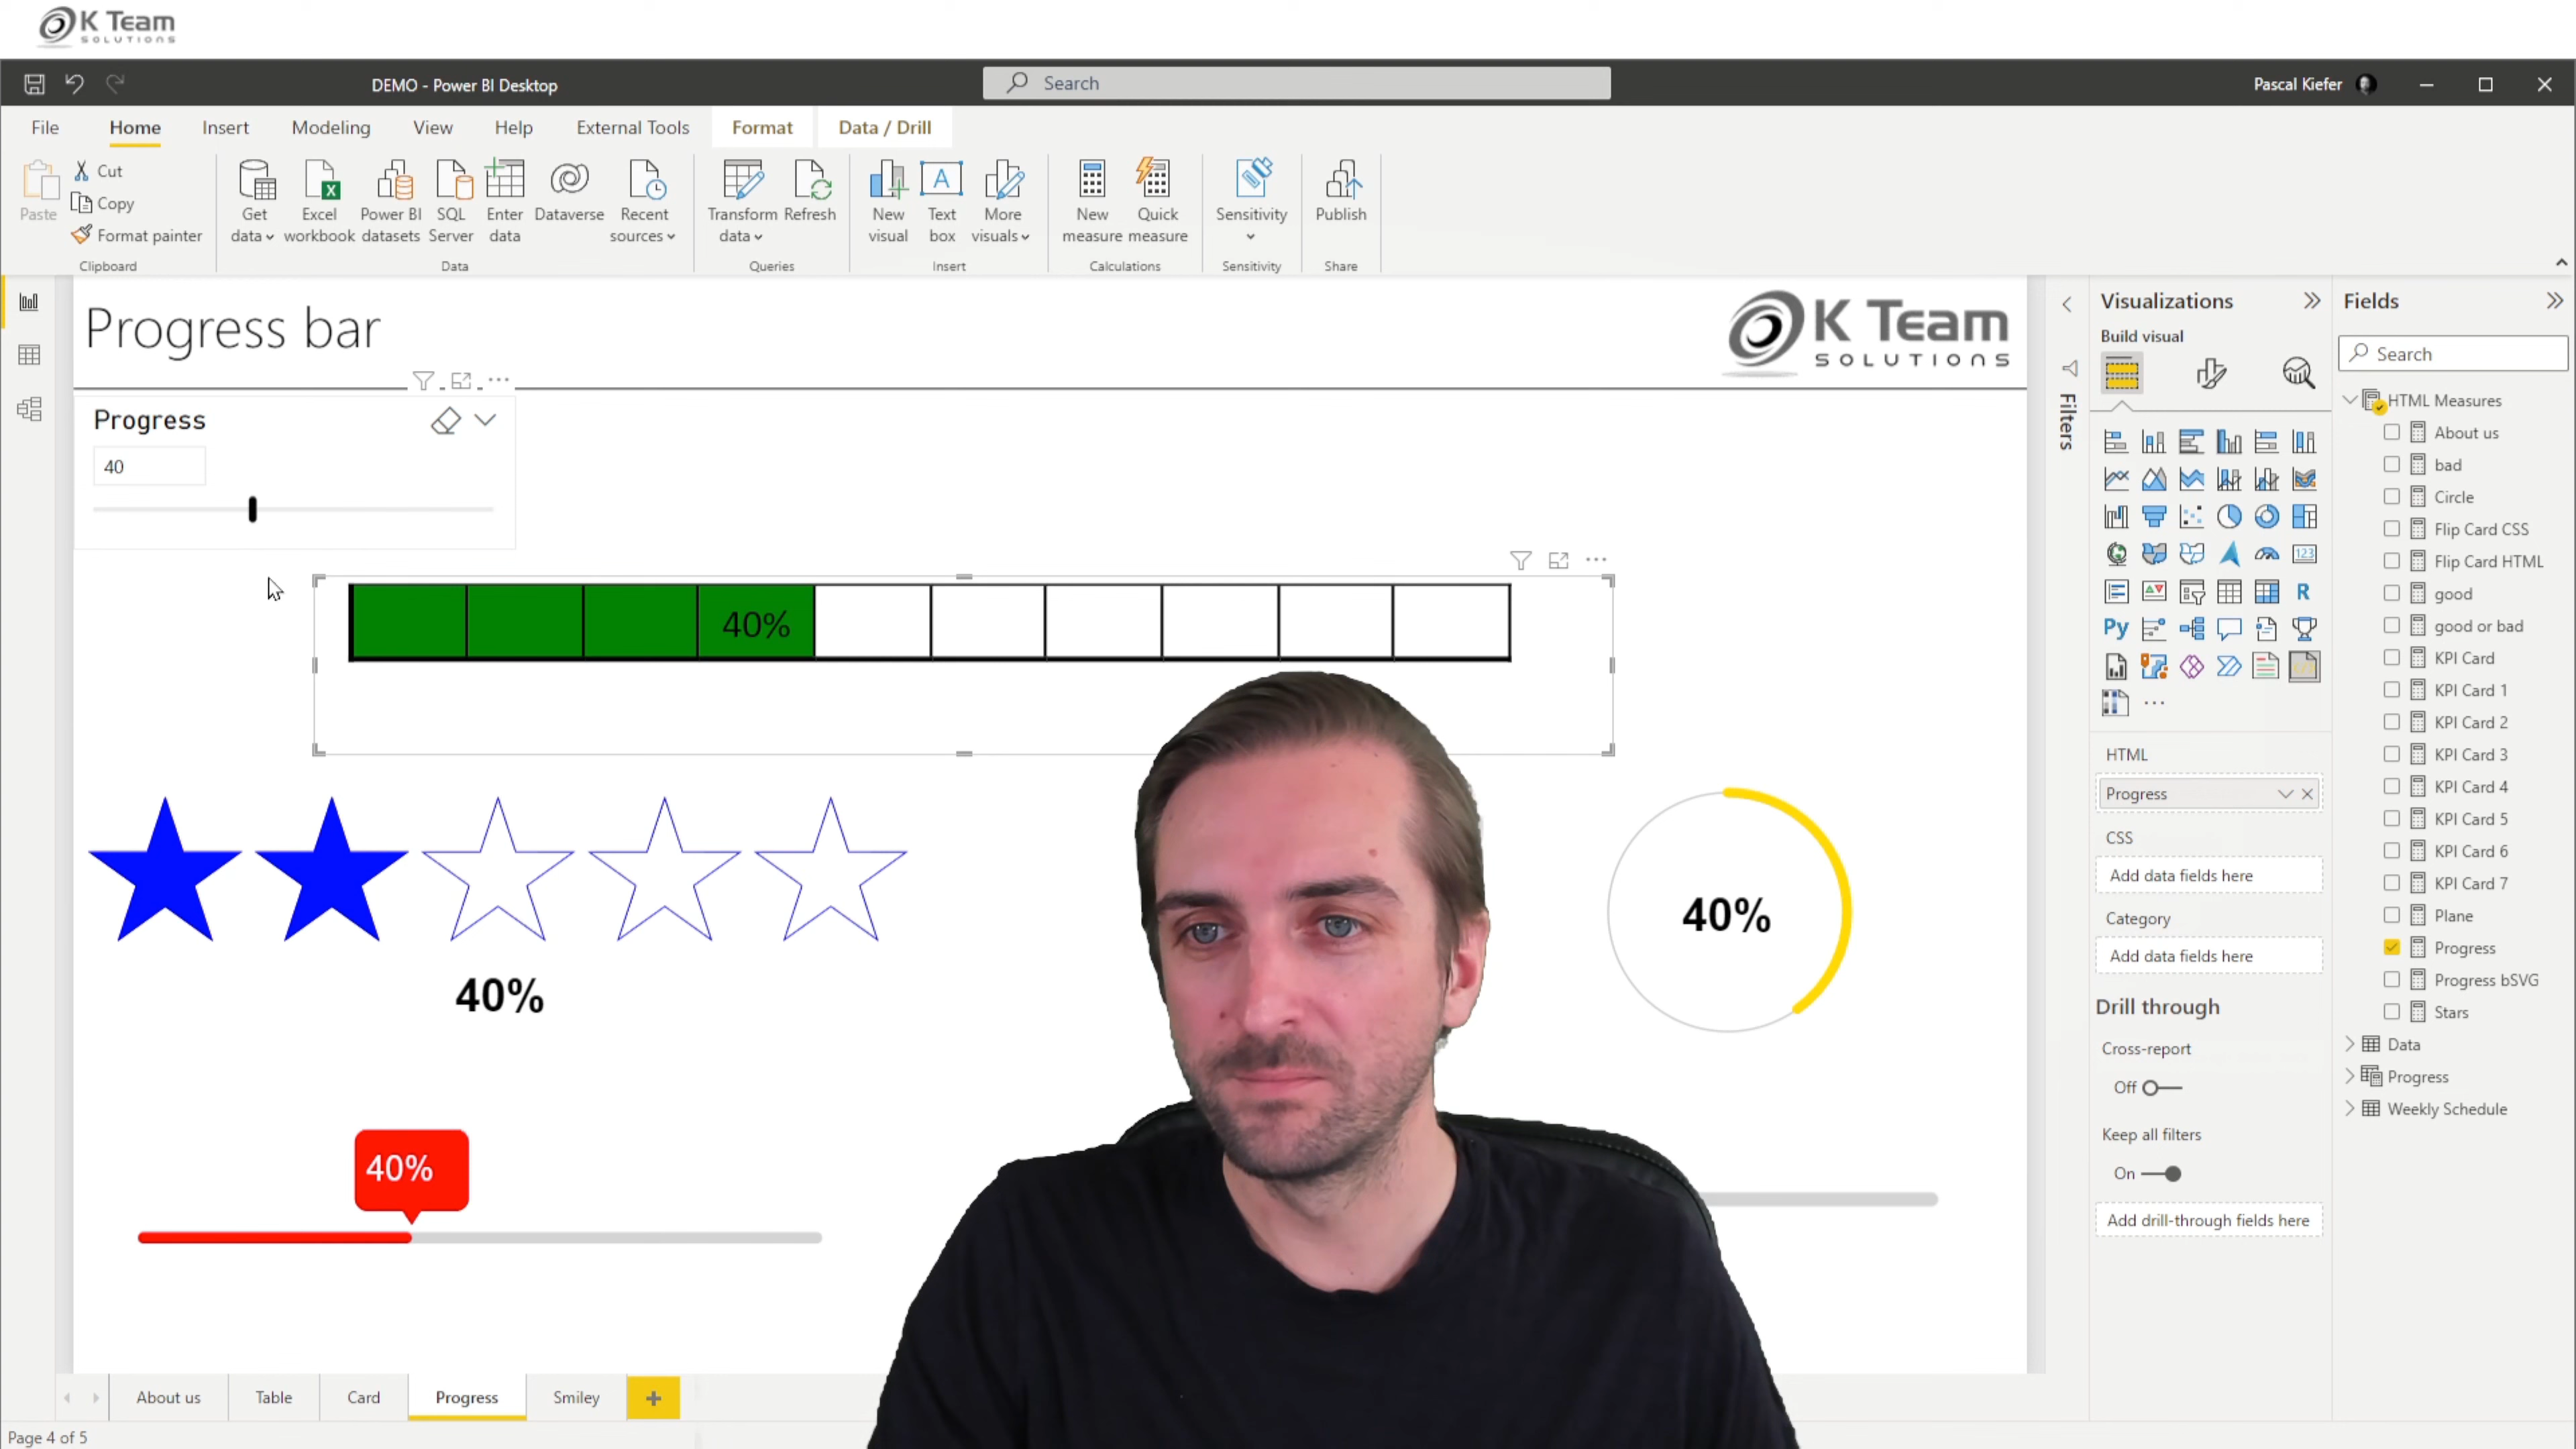 K Team
SOLUTIONS
DEMO - Power BI Desktop
Search
Pascal Kiefer
File
Home
Insert
Modeling
View
Help
External Tools
Format
Data / Drill
Paste
Cut
Copy
Format painter
Clipboard
Get
data
Excel
workbook
Power BI
datasets
SQL
Server
Enter
data
Dataverse
Recent
sources
Data
Transform
data
Refresh
Queries
New
visual
Text
box
More
visuals
Insert
New
measure
Quick
measure
Calculations
Sensitivity
Sensitivity
Publish
Share
Progress bar
K Team
SOLUTIONS
Progress
40
40%
40%
40%
40%
Filters
Visualizations
Build visual
123
R
Py
HTML
Progress
CSS
Add data fields here
Category
Add data fields here
Drill through
Cross-report
Off
Keep all filters
On
Add drill-through fields here
Fields
Search
HTML Measures
About us
bad
Circle
Flip Card CSS
Flip Card HTML
good
good or bad
KPI Card
KPI Card 1
KPI Card 2
KPI Card 3
KPI Card 4
KPI Card 5
KPI Card 6
KPI Card 7
Plane
Progress
Progress bSVG
Stars
Data
Progress
Weekly Schedule
About us
Table
Card
Progress
Smiley
Page 4 of 5